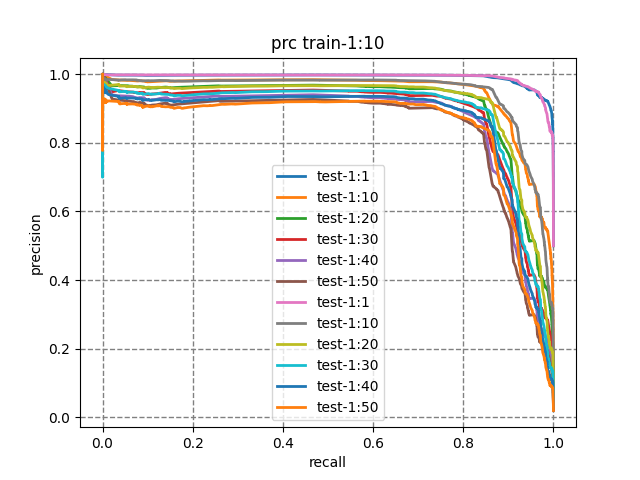 prc train-1:10
precision
1.0
0.8
0.6
0.4
0.2
0.0
test-1:1
test-1:10
test-1:20
test-1:30
test-1:40
test-1:50
test-1:1
test-1:10
test-1:20
test-1:30
test-1:40
test-1:50
0.0 0.2 0.4 0.6 0.8 1.0
recall